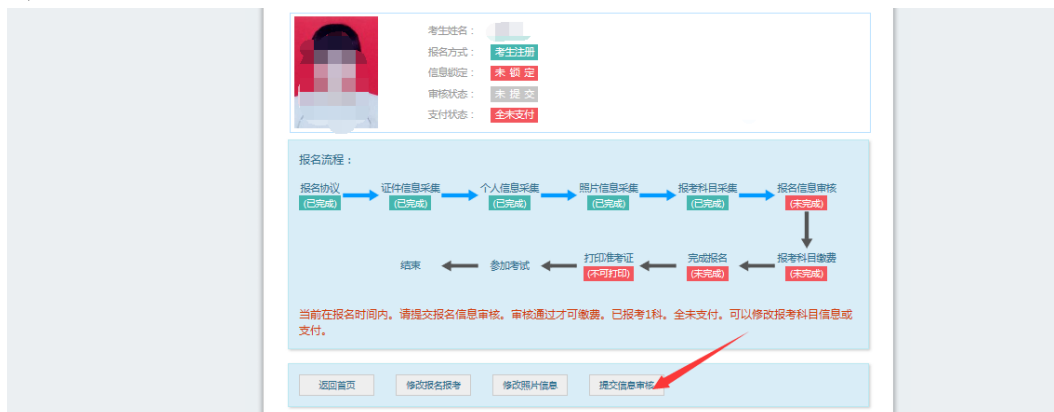 考生姓名：
报名方式： 考生注册
信息锁定： 未 锁 定
审核状态： 未 提 交
支付状态： 全未支付
报名流程：
报名协议 证件信息采集 个人信息采集 照片信息采集 报考科目采集 报名信息审核
(已完成) (已完成) (已完成) (已完成) (已完成) (未完成)
结束 参加考试 打印准考证 完成报名 报考科目缴费
(不可打印) (未完成) (未完成)
当前在报名时间内。请提交报名信息审核。审核通过才可缴费。已报考1科。全未支付。可以修改报考科目信息或
支付。
返回首页 修改报名报考 修改照片信息 提交信息审核